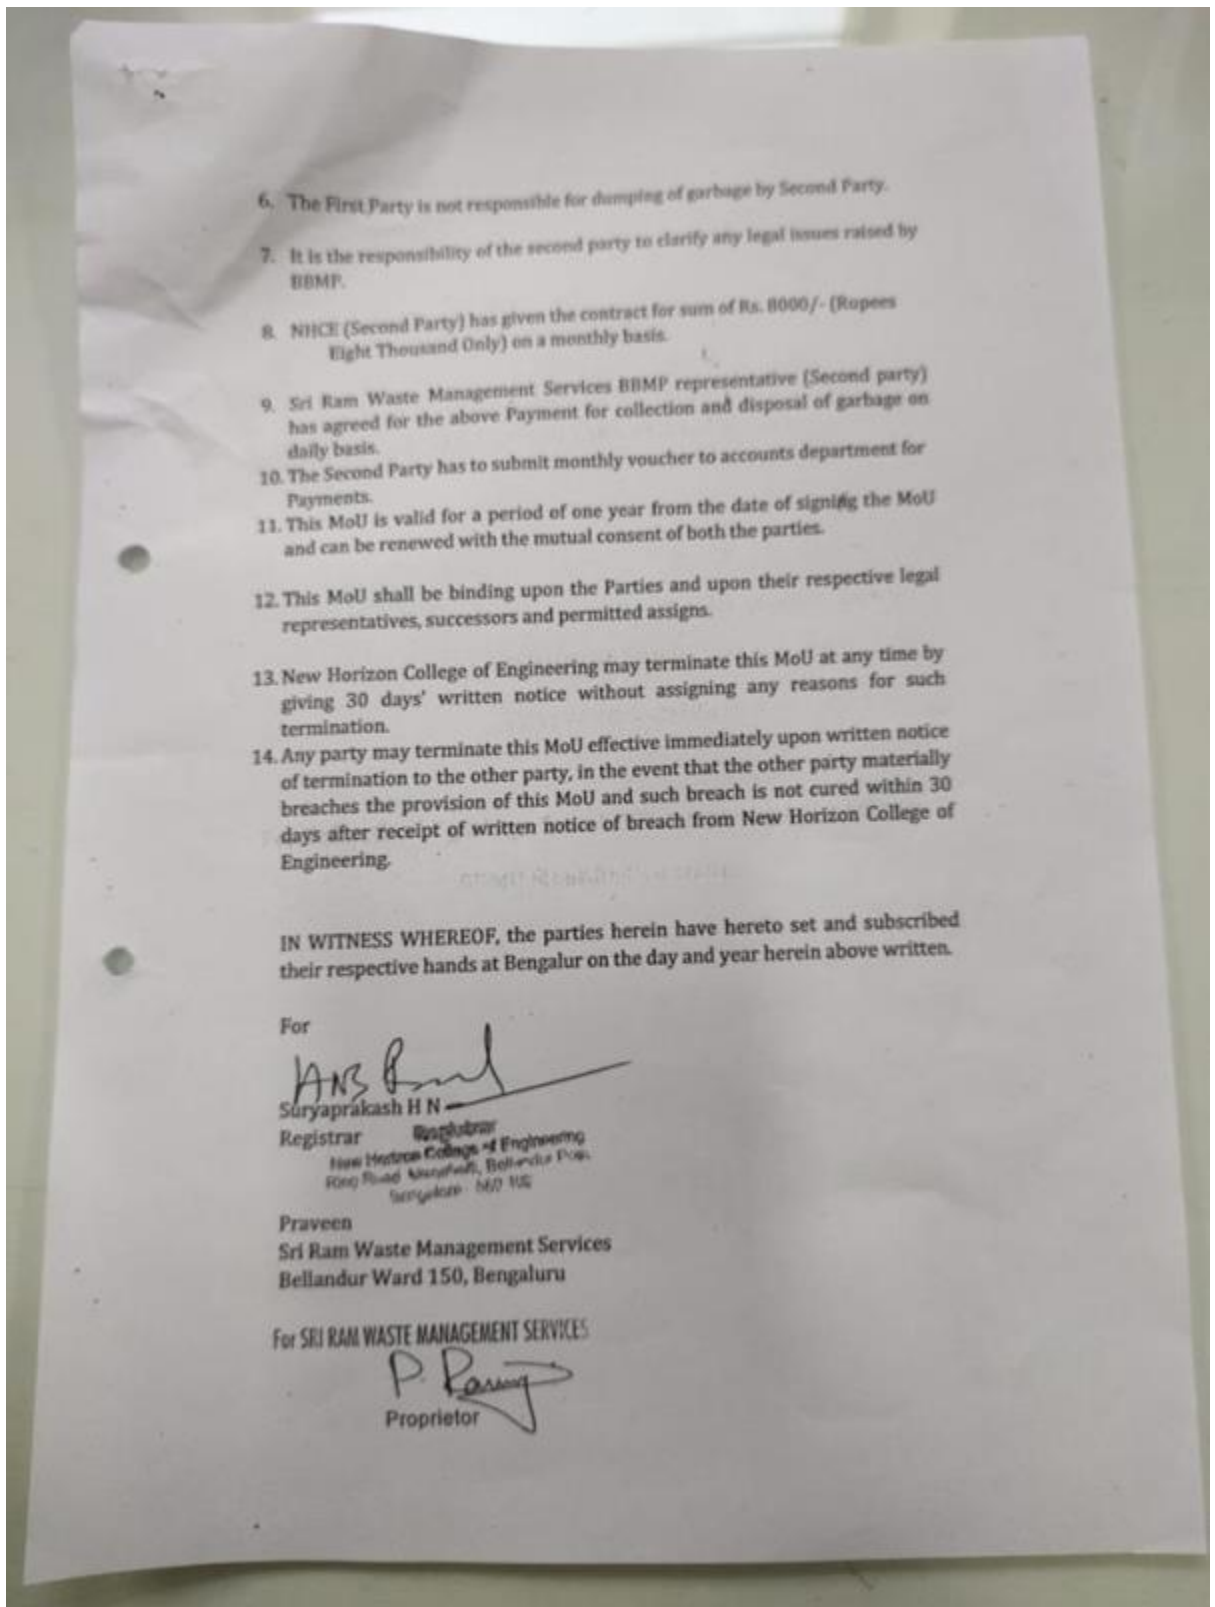 6. The First Party is not responsible for dumping of garbage by Second Party.
7. It is the responsibility of the second party to clarify any legal issues raised by
BBMP.
8. NHCE (Second Party) has given the contract for sum of Rs. 8000/- (Rupees
Eight Thousand Only) on a monthly basis.
9. Sri Ram Waste Management Services BBMP representative (Second party)
has agreed for the above Payment for collection and disposal of garbage on
daily basis.
10. The Second Party has to submit monthly voucher to accounts department for
Payments.
11. This MoU is valid for a period of one year from the date of signing the MoU
and can be renewed with the mutual consent of both the parties.
12. This MoU shall be binding upon the Parties and upon their respective legal
representatives, successors and permitted assigns.
13. New Horizon College of Engineering may terminate this MoU at any time by
giving 30 days' written notice without assigning any reasons for such
termination.
14. Any party may terminate this MoU effective immediately upon written notice
of termination to the other party, in the event that the other party materially
breaches the provision of this MoU and such breach is not cured within 30
days after receipt of written notice of breach from New Horizon College of
Engineering.
IN WITNESS WHEREOF, the parties herein have hereto set and subscribed
their respective hands at Bengalur on the day and year herein above written.
For
Suryaprakash H N
Registrar
Registrar
New Horizon College of Engineering
Ring Road Bellandur Post,
Bangalore
Praveen
Sri Ram Waste Management Services
Bellandur Ward 150, Bengaluru
For SRI RAM WASTE MANAGEMENT SERVICES
P.
Proprietor